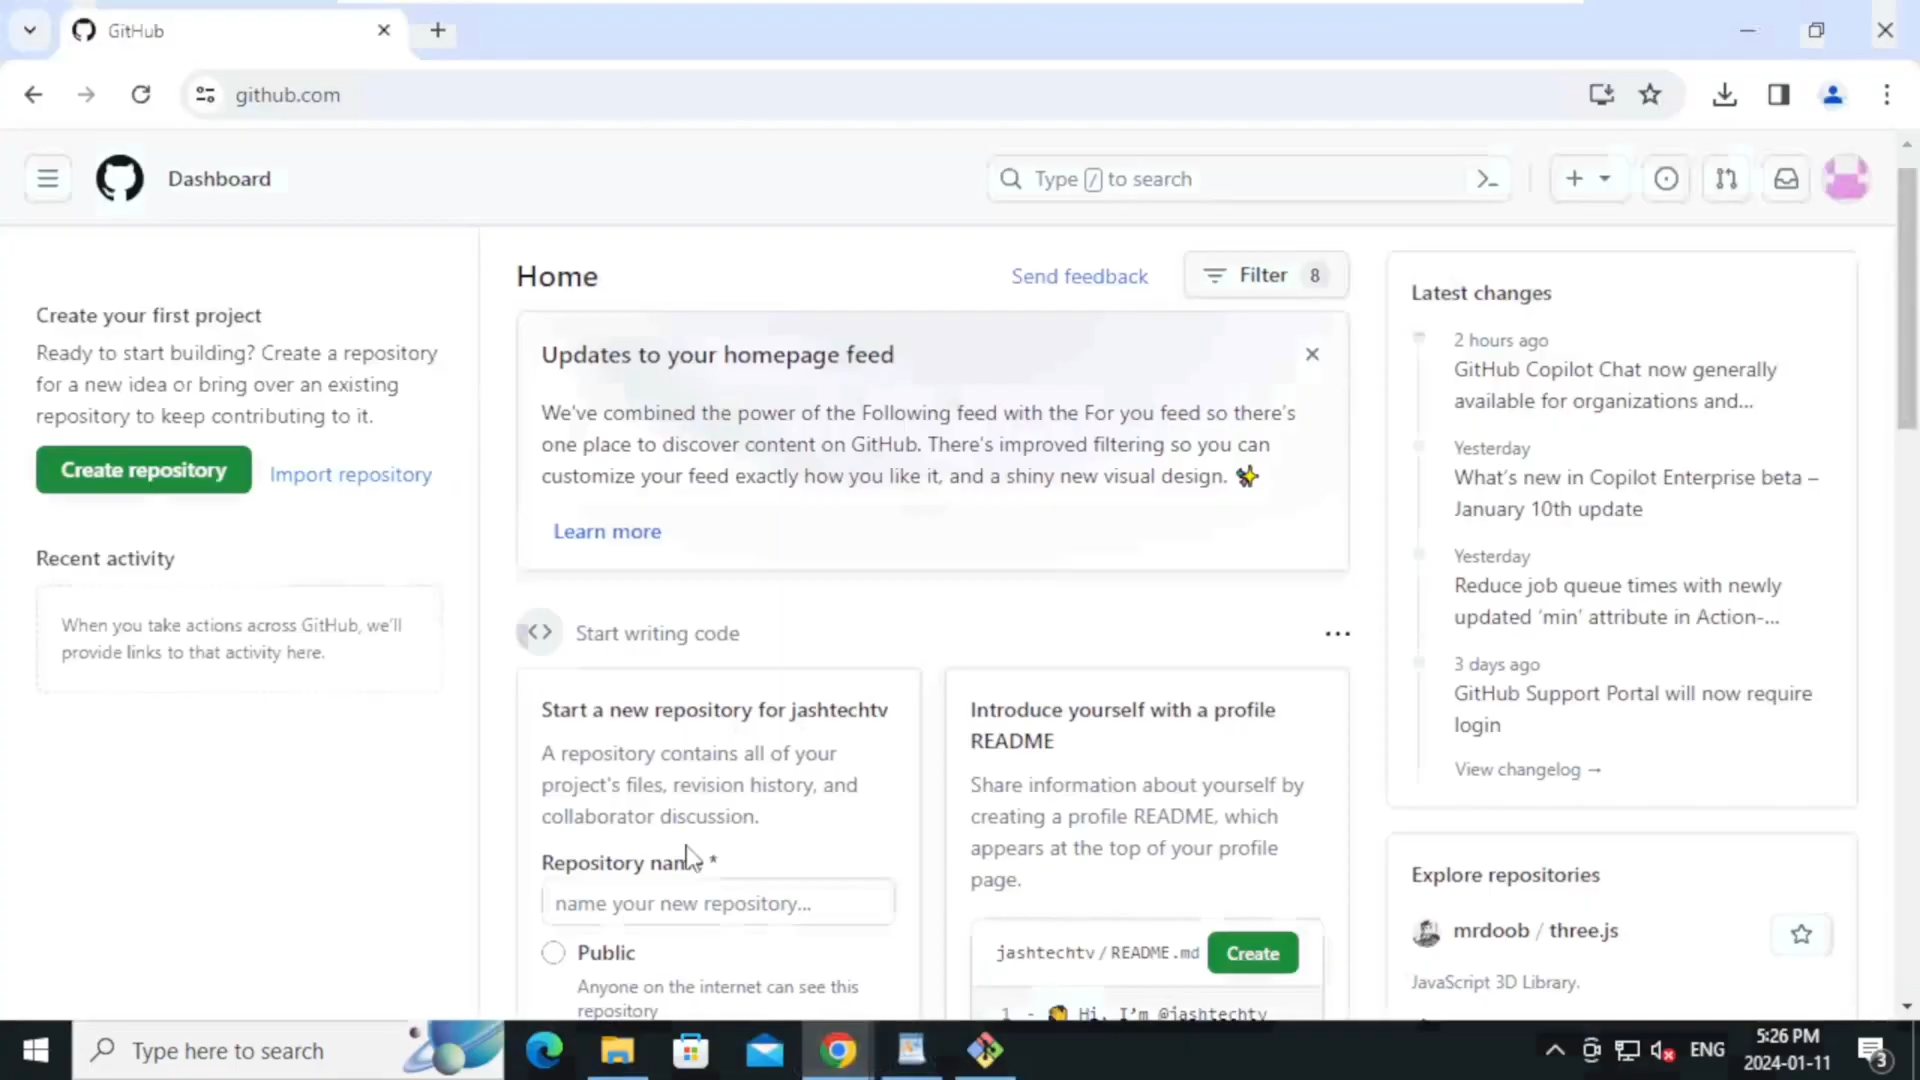 GitHub
github.com
Dashboard
Type / to search
Create your first project
Ready to start building? Create a repository
for a new idea or bring over an existing
repository to keep contributing to it.
Create repository
Import repository
Recent activity
When you take actions across GitHub, we'll
provide links to that activity here.
Home
Send feedback
Filter 8
Updates to your homepage feed
We've combined the power of the Following feed with the For you feed so there's
one place to discover content on GitHub. There's improved filtering so you can
customize your feed exactly how you like it, and a shiny new visual design. ✨
Learn more
Start writing code
Start a new repository for jashtechtv
A repository contains all of your
project's files, revision history, and
collaborator discussion.
Repository name *
name your new repository...
Public
Anyone on the internet can see this
repository
Introduce yourself with a profile
README
Share information about yourself by
creating a profile README, which
appears at the top of your profile
page.
jashtechtv / README.md
Create
1 - 👋 Hi, I'm @jashtechtv
Latest changes
2 hours ago
GitHub Copilot Chat now generally
available for organizations and...
Yesterday
What's new in Copilot Enterprise beta –
January 10th update
Yesterday
Reduce job queue times with newly
updated 'min' attribute in Action-...
3 days ago
GitHub Support Portal will now require
login
View changelog →
Explore repositories
mrdoob / three.js
JavaScript 3D Library.
Type here to search
ENG
5:26 PM
2024-01-11
3